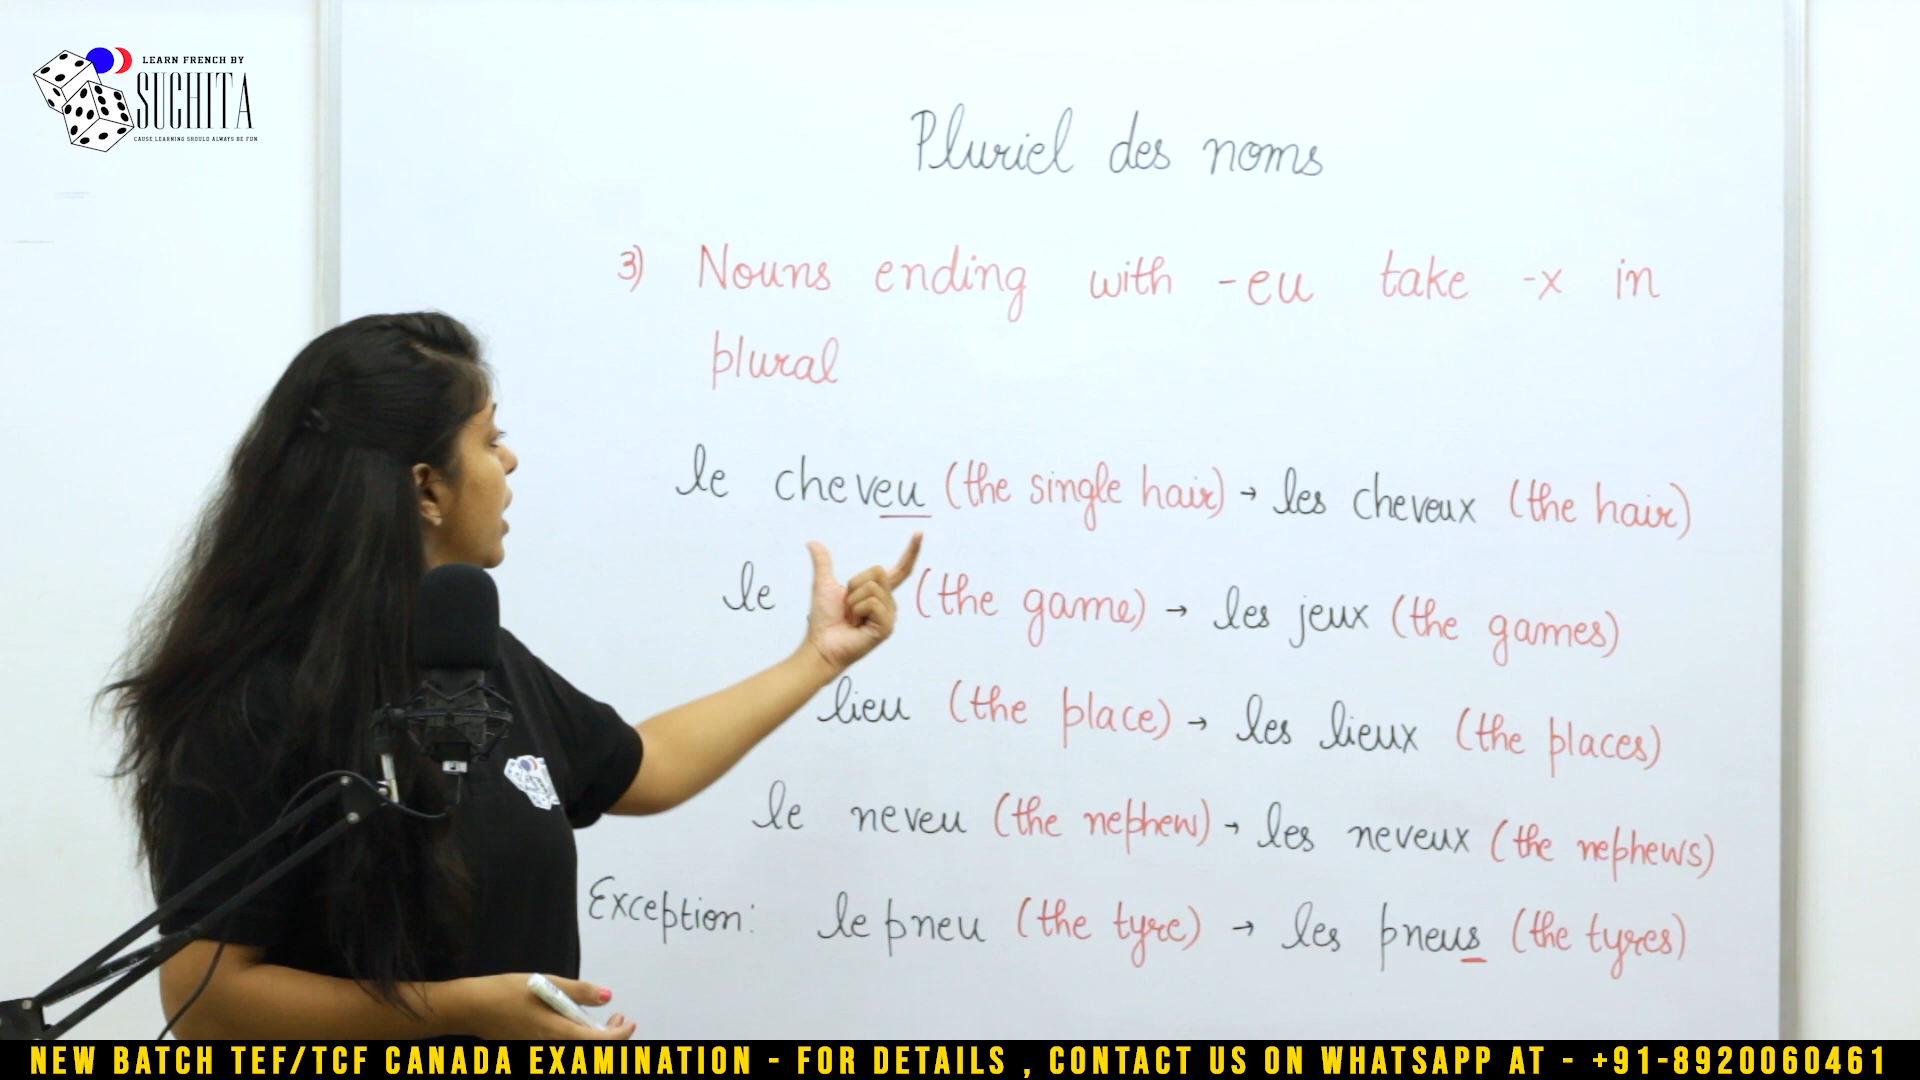 LEARN FRENCH BY
SUCHITA
CAUSE LEARNING SHOULD ALWAYS BE FUN
Pluriel des noms
3) Nouns ending with -eu take -x in
plural
le cheveu (the single hair) → les cheveux (the hair)
le (the game) → les jeux (the games)
lieu (the place) → les lieux (the places)
le neveu (the nephew) → les neveux (the nephews)
Exception: le pneu (the tyre) → les pneus (the tyres)
NEW BATCH TEF/TCF CANADA EXAMINATION - FOR DETAILS , CONTACT US ON WHATSAPP AT - +91-8920060461